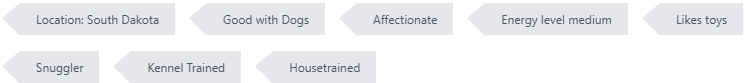 Location: South Dakota Good with Dogs Affectionate Energy level medium Likes toys
Snuggler Kennel Trained Housetrained